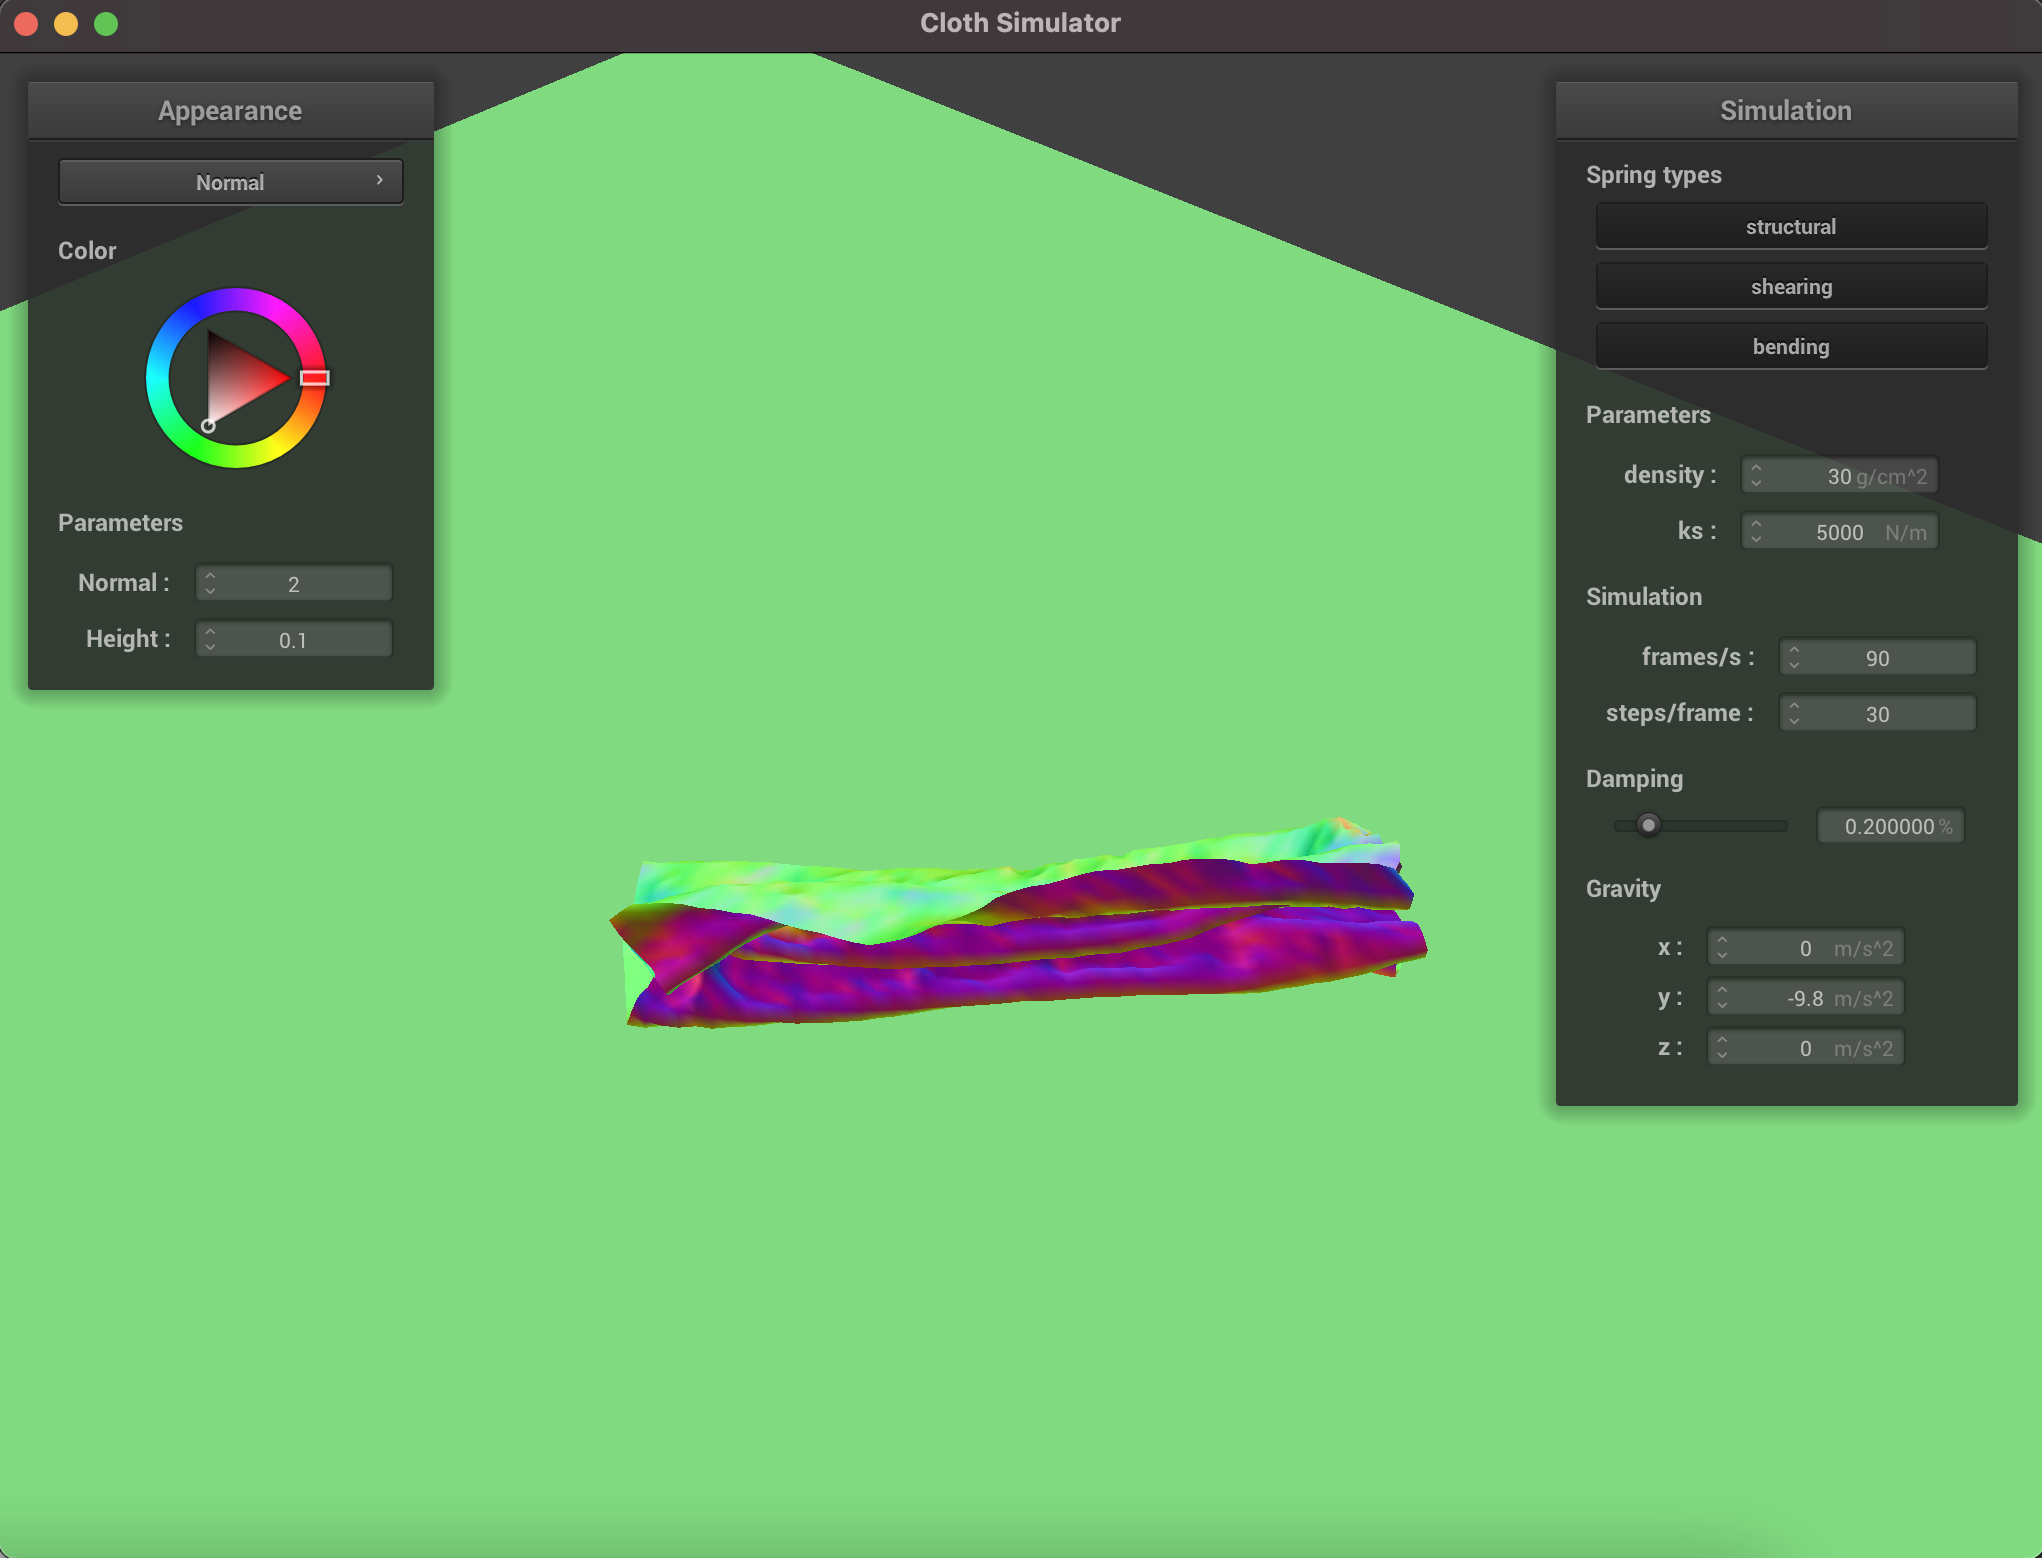 Cloth Simulator
Appearance
Normal
Color
Parameters
Normal : 2
Height : 0.1
Simulation
Spring types
structural
shearing
bending
Parameters
density : 30 g/cm^2
ks : 5000 N/m
Simulation
frames/s : 90
steps/frame : 30
Damping
0.200000 %
Gravity
x : 0 m/s^2
y : -9.8 m/s^2
z : 0 m/s^2